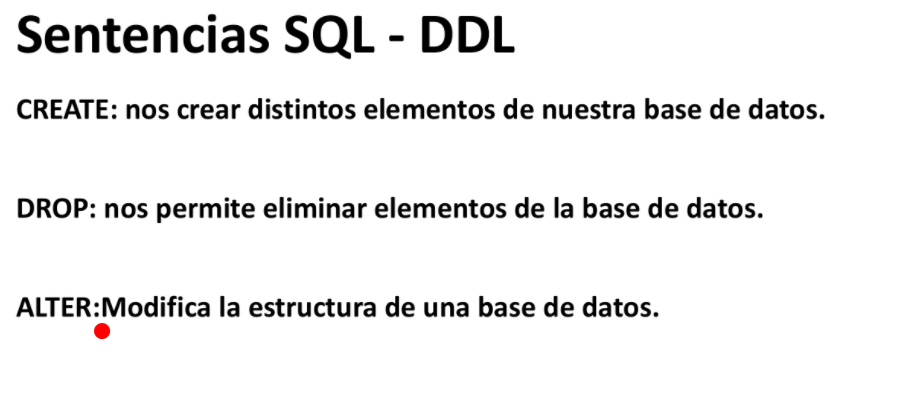 Sentencias SQL - DDL
CREATE: nos crear distintos elementos de nuestra base de datos.
DROP: nos permite eliminar elementos de la base de datos.
ALTER:Modifica la estructura de una base de datos.